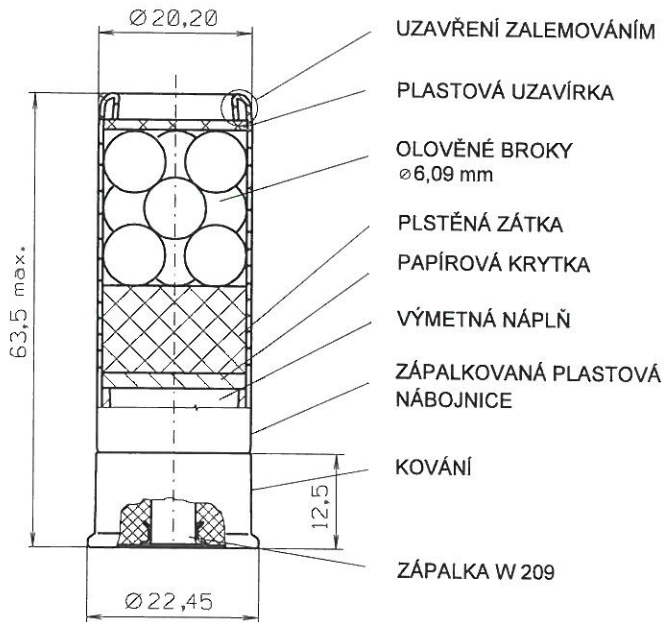 Ø20,20
UZAVŘENÍ ZALEMOVÁNÍM
PLASTOVÁ UZAVÍRKA
OLOVĚNÉ BROKY
⌀6,09 mm
PLSTĚNÁ ZÁTKA
PAPÍROVÁ KRYTKA
VÝMETNÁ NÁPLŇ
ZÁPALKOVANÁ PLASTOVÁ
NÁBOJNICE
KOVÁNÍ
ZÁPALKA W 209
63,5 max.
12,5
Ø22,45